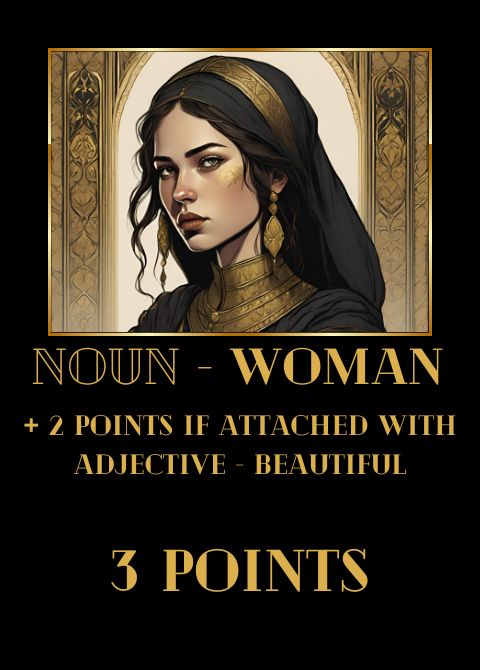 NOUN - WOMAN
+ 2 POINTS IF ATTACHED WITH
ADJECTIVE - BEAUTIFUL
3 POINTS